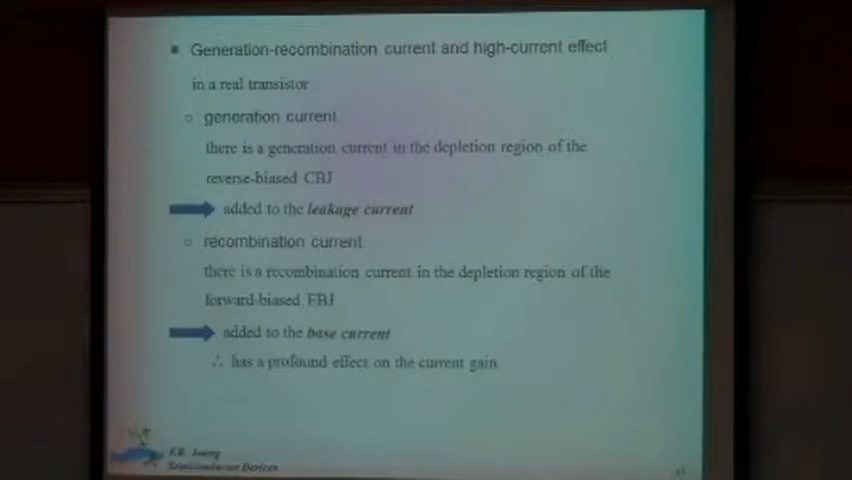 Generation-recombination current and high-current effect
in a real transistor
generation current
there is a generation current in the depletion region of the
reverse-biased CBJ
added to the leakage current
recombination current
there is a recombination current in the depletion region of the
forward-biased EBJ
added to the base current
∴ has a profound effect on the current gain
Semiconductor Devices